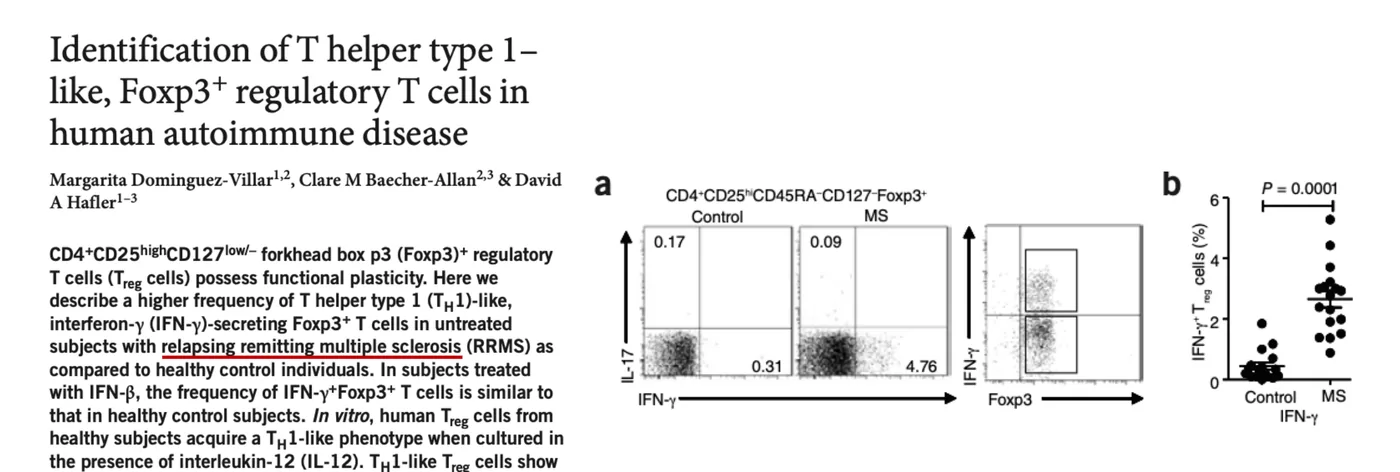 Identification of T helper type 1–
like, Foxp3⁺ regulatory T cells in
human autoimmune disease
Margarita Dominguez-Villar¹,², Clare M Baecher-Allan²,³ & David
A Hafler¹⁻³
CD4⁺CD25ʰⁱᵍʰCD127ˡᵒʷ/⁻ forkhead box p3 (Foxp3)⁺ regulatory
T cells (Treg cells) possess functional plasticity. Here we
describe a higher frequency of T helper type 1 (TH1)-like,
interferon-γ (IFN-γ)-secreting Foxp3⁺ T cells in untreated
subjects with relapsing remitting multiple sclerosis (RRMS) as
compared to healthy control individuals. In subjects treated
with IFN-β, the frequency of IFN-γ⁺Foxp3⁺ T cells is similar to
that in healthy control subjects. In vitro, human Treg cells from
healthy subjects acquire a TH1-like phenotype when cultured in
the presence of interleukin-12 (IL-12). TH1-like Treg cells show
a
CD4⁺CD25ʰⁱCD45RA⁻CD127⁻Foxp3⁺
Control
MS
0.17
0.09
0.31
4.76
IL-17
IFN-γ
IFN-γ
Foxp3
b
P = 0.0001
IFN-γ⁺ Treg cells (%)
6
4
2
0
Control
MS
IFN-γ